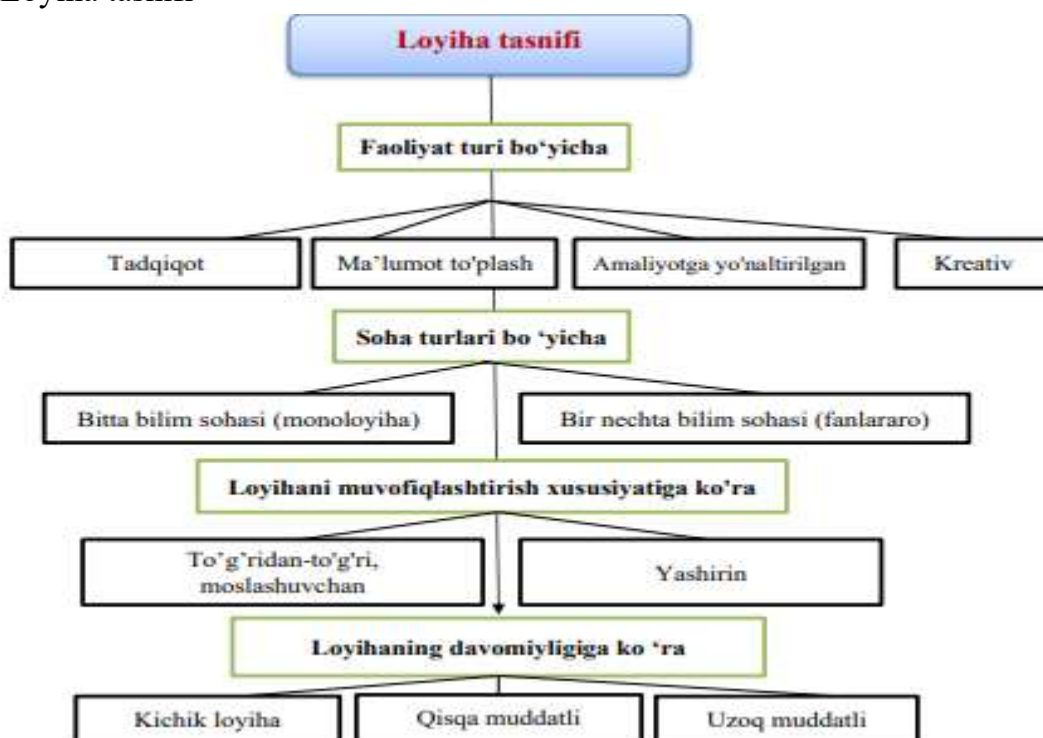 Loyiha tasnifi
Loyiha tasnifi
Faoliyat turi bo‘yicha
Tadqiqot
Ma’lumot to'plash
Amaliyotga yo'naltirilgan
Kreativ
Soha turlari bo ‘yicha
Bitta bilim sohasi (monoloyiha)
Bir nechta bilim sohasi (fanlararo)
Loyihani muvofiqlashtirish xususiyatiga ko’ra
To’g’ridan-to'g'ri,
moslashuvchan
Yashirin
Loyihaning davomiyligiga ko ‘ra
Kichik loyiha
Qisqa muddatli
Uzoq muddatli